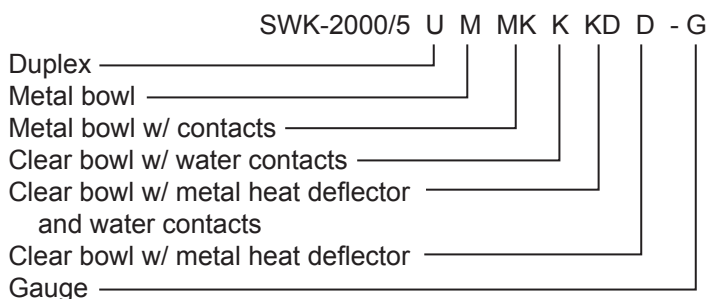 SWK-2000/5 U M MK K KD D - G
Duplex
Metal bowl
Metal bowl w/ contacts
Clear bowl w/ water contacts
Clear bowl w/ metal heat deflector
and water contacts
Clear bowl w/ metal heat deflector
Gauge